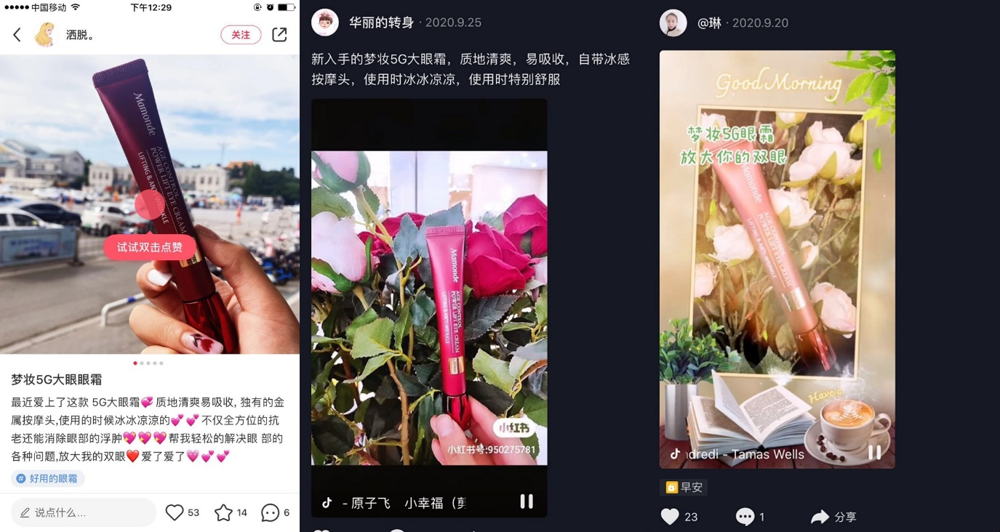 中国移动
下午12:29
洒脱。
关注
Mamonde
AGE CONTROL
POWER LIFT EYE CREAM
LIFTING & ANTI WRINKLE
试试双击点赞
梦妆5G大眼眼霜
最近爱上了这款 5G大眼霜💞质地清爽易吸收, 独有的金
属按摩头,使用的时候冰冰凉凉的💕💕不仅全方位的抗
老还能消除眼部的浮肿💖💖💖帮我轻松的解决眼 部的
各种问题,放大我的双眼❤️爱了爱了💗💕💕
# 好用的眼霜
说点什么...
53
14
6
华丽的转身 · 2020.9.25
新入手的梦妆5G大眼霜，质地清爽，易吸收，自带冰感
按摩头，使用时冰冰凉凉，使用时特别舒服
Mamonde
AGE CONTROL
POWER LIFT EYE CREAM
LIFTING & ANTI WRINKLE
小红书
小红书号:950275781
- 原子飞 小幸福（剪
@琳 · 2020.9.20
Good Morning
梦妆5G眼霜
放大你的双眼
Mamonde
AGE CONTROL
POWER LIFT EYE CREAM
LIFTING & ANTI WRINKLE
Have a
dredi - Tamas Wells
早安
23
1
分享